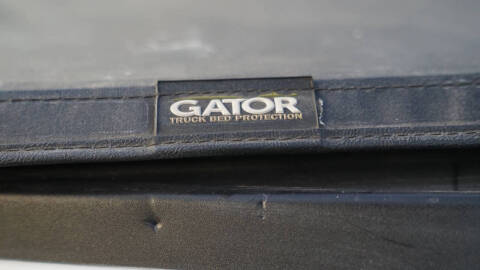 GATOR
TRUCK BED PROTECTION